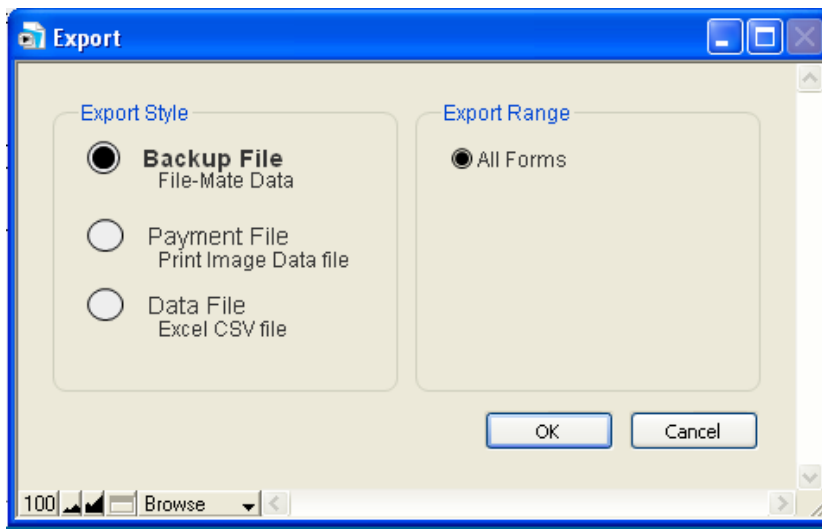 Export
Export Style
Export Range
Backup File
File-Mate Data
All Forms
Payment File
Print Image Data file
Data File
Excel CSV file
OK
Cancel
100
Browse